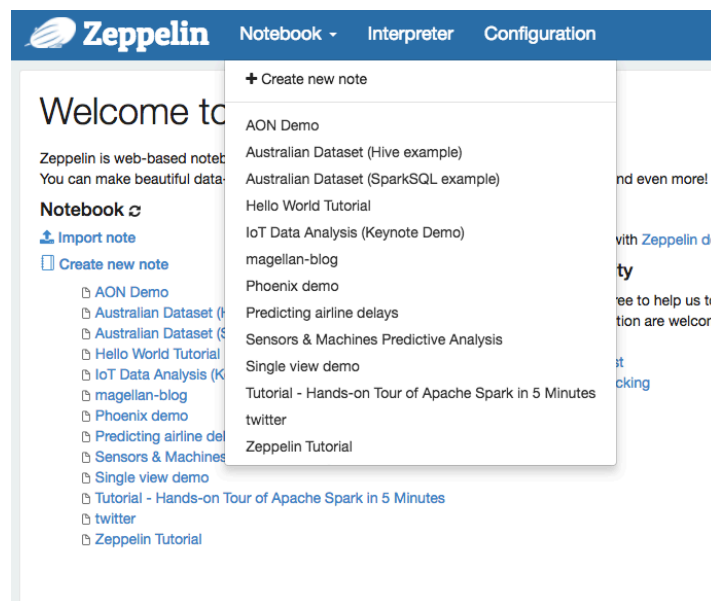 Zeppelin Notebook Interpreter Configuration
Create new note
AON Demo
Australian Dataset (Hive example)
Australian Dataset (SparkSQL example)
Hello World Tutorial
IoT Data Analysis (Keynote Demo)
magellan-blog
Phoenix demo
Predicting airline delays
Sensors & Machines Predictive Analysis
Single view demo
Tutorial - Hands-on Tour of Apache Spark in 5 Minutes
twitter
Zeppelin Tutorial
Welcome to
Zeppelin is web-based
You can make beautiful data-
nd even more!
Notebook
Import note
Create new note
AON Demo
Australian Dataset (
Australian Dataset (
Hello World Tutorial
IoT Data Analysis (K
magellan-blog
Phoenix demo
Predicting airline del
Sensors & Machines
Single view demo
Tutorial - Hands-on Tour of Apache Spark in 5 Minutes
twitter
Zeppelin Tutorial
with Zeppelin d
ty
ree to help us t
tion are welcor
st
cking